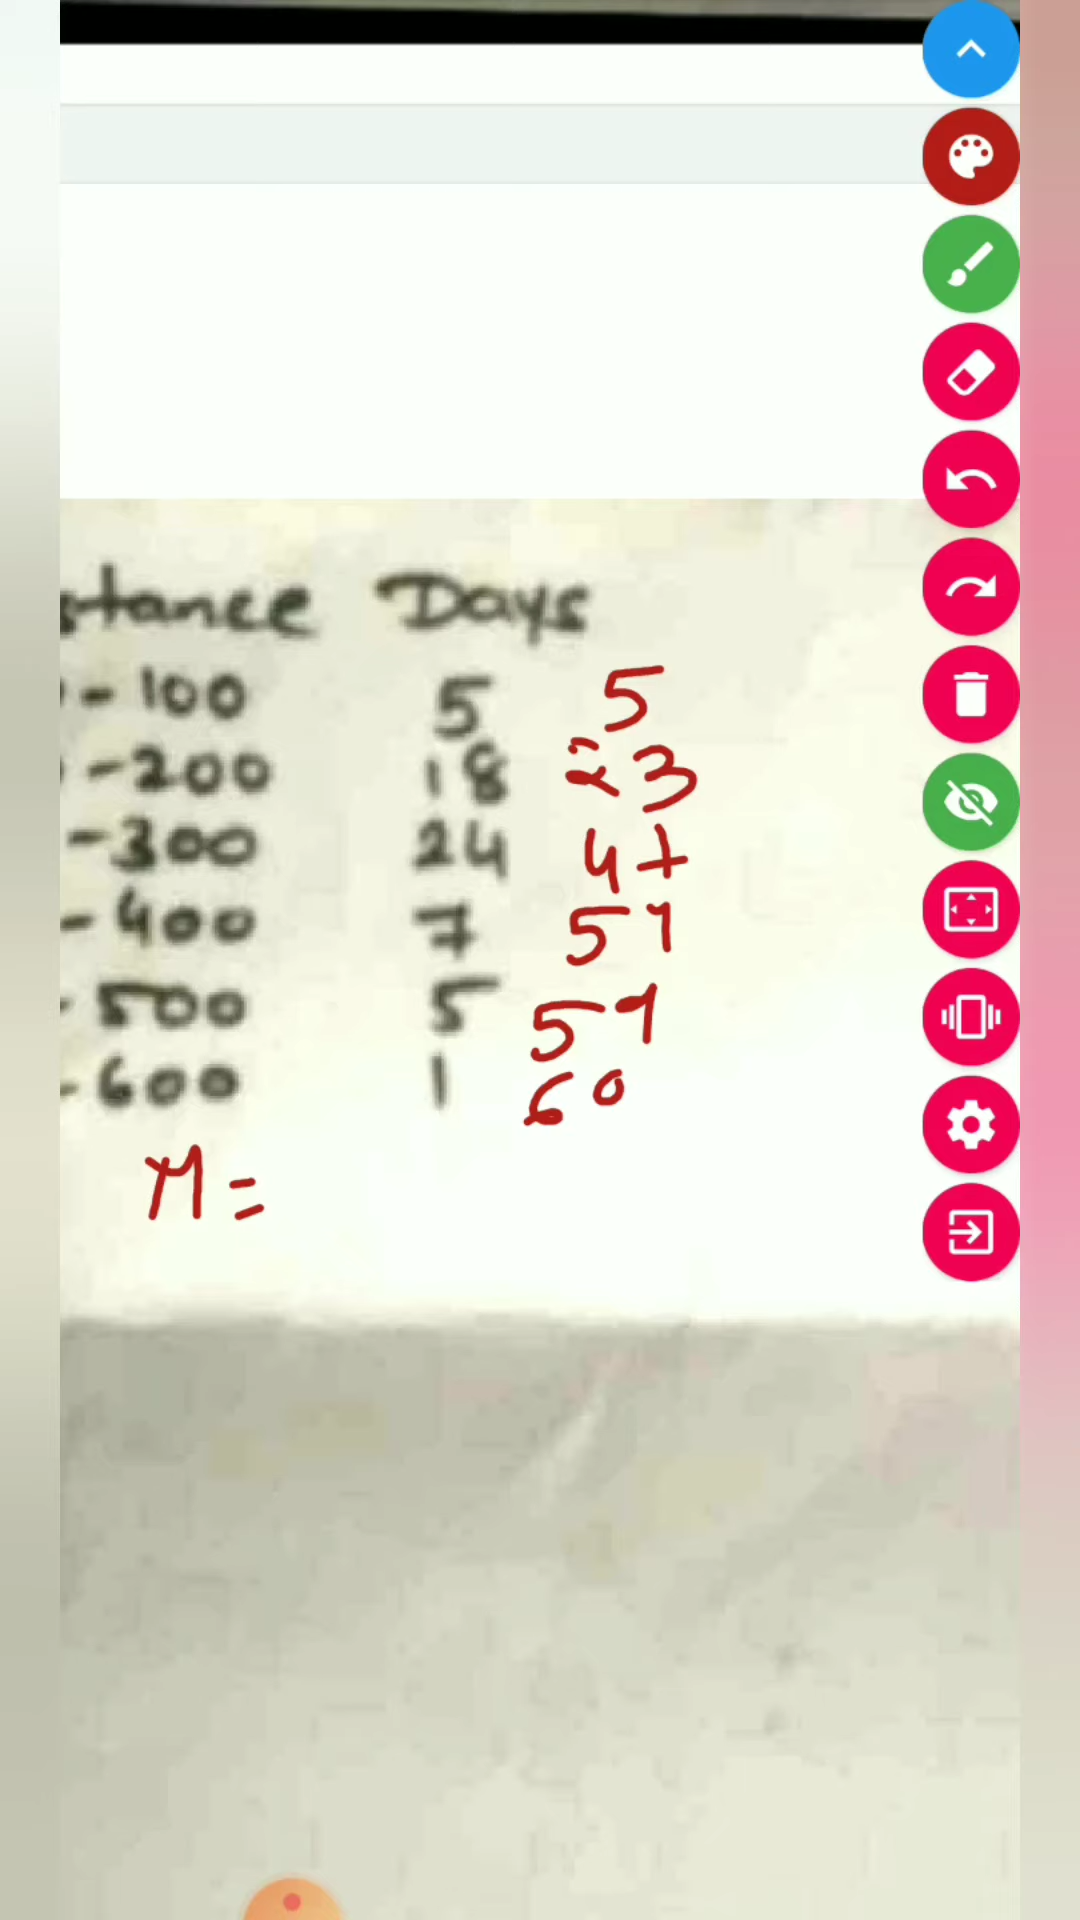 stance Days
- 100 5 5
- 200 18 23
- 300 24 47
- 400 7 54
- 500 5 59
- 600 1 60
M =